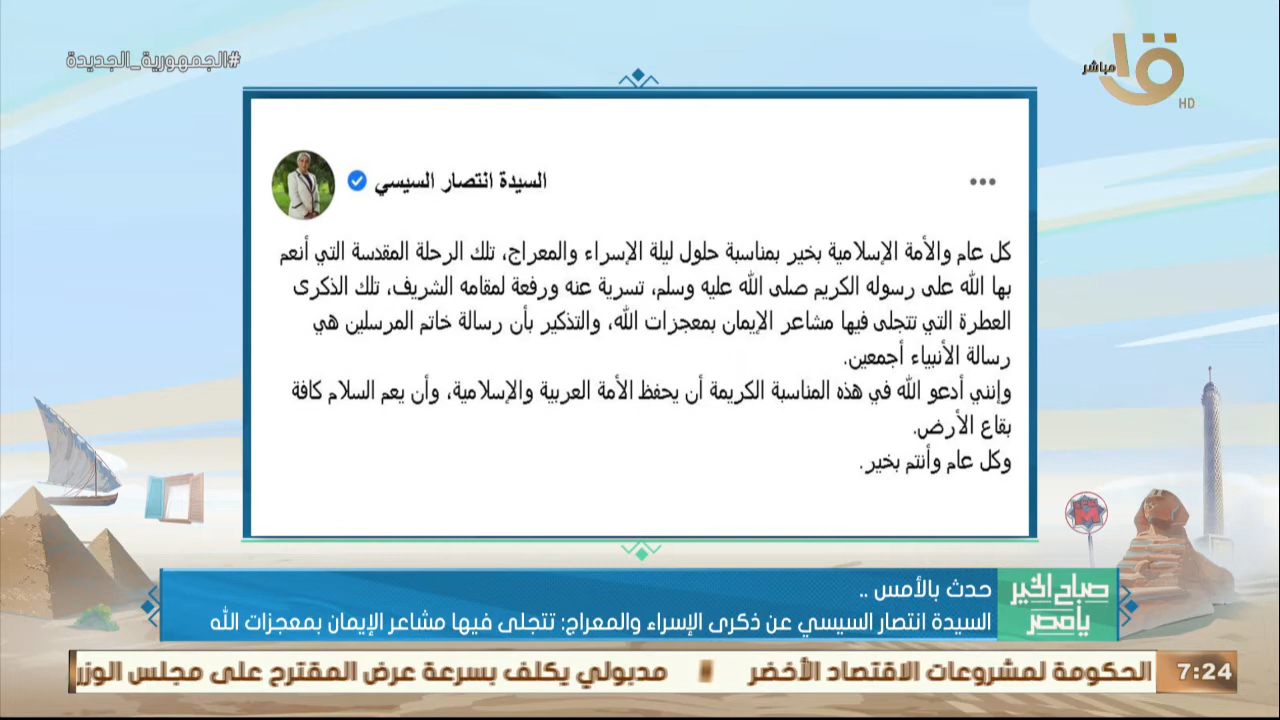 #الجمهورية_الجديدة
مباشر
HD
السيدة انتصار السيسي
كل عام والأمة الإسلامية بخير بمناسبة حلول ليلة الإسراء والمعراج، تلك الرحلة المقدسة التي أنعم
بها الله على رسوله الكريم صلى الله عليه وسلم، تسرية عنه ورفعة لمقامه الشريف، تلك الذكرى
العطرة التي تتجلى فيها مشاعر الإيمان بمعجزات الله، والتذكير بأن رسالة خاتم المرسلين هي
رسالة الأنبياء أجمعين.
وإنني أدعو الله في هذه المناسبة الكريمة أن يحفظ الأمة العربية والإسلامية، وأن يعم السلام كافة
بقاع الأرض.
وكل عام وأنتم بخير.
M
صباح الخير
يا مصر
حدث بالأمس ..
السيدة انتصار السيسي عن ذكرى الإسراء والمعراج: تتجلى فيها مشاعر الإيمان بمعجزات الله
7:24
الحكومة لمشروعات الاقتصاد الأخضر مدبولي يكلف بسرعة عرض المقترح على مجلس الوزر